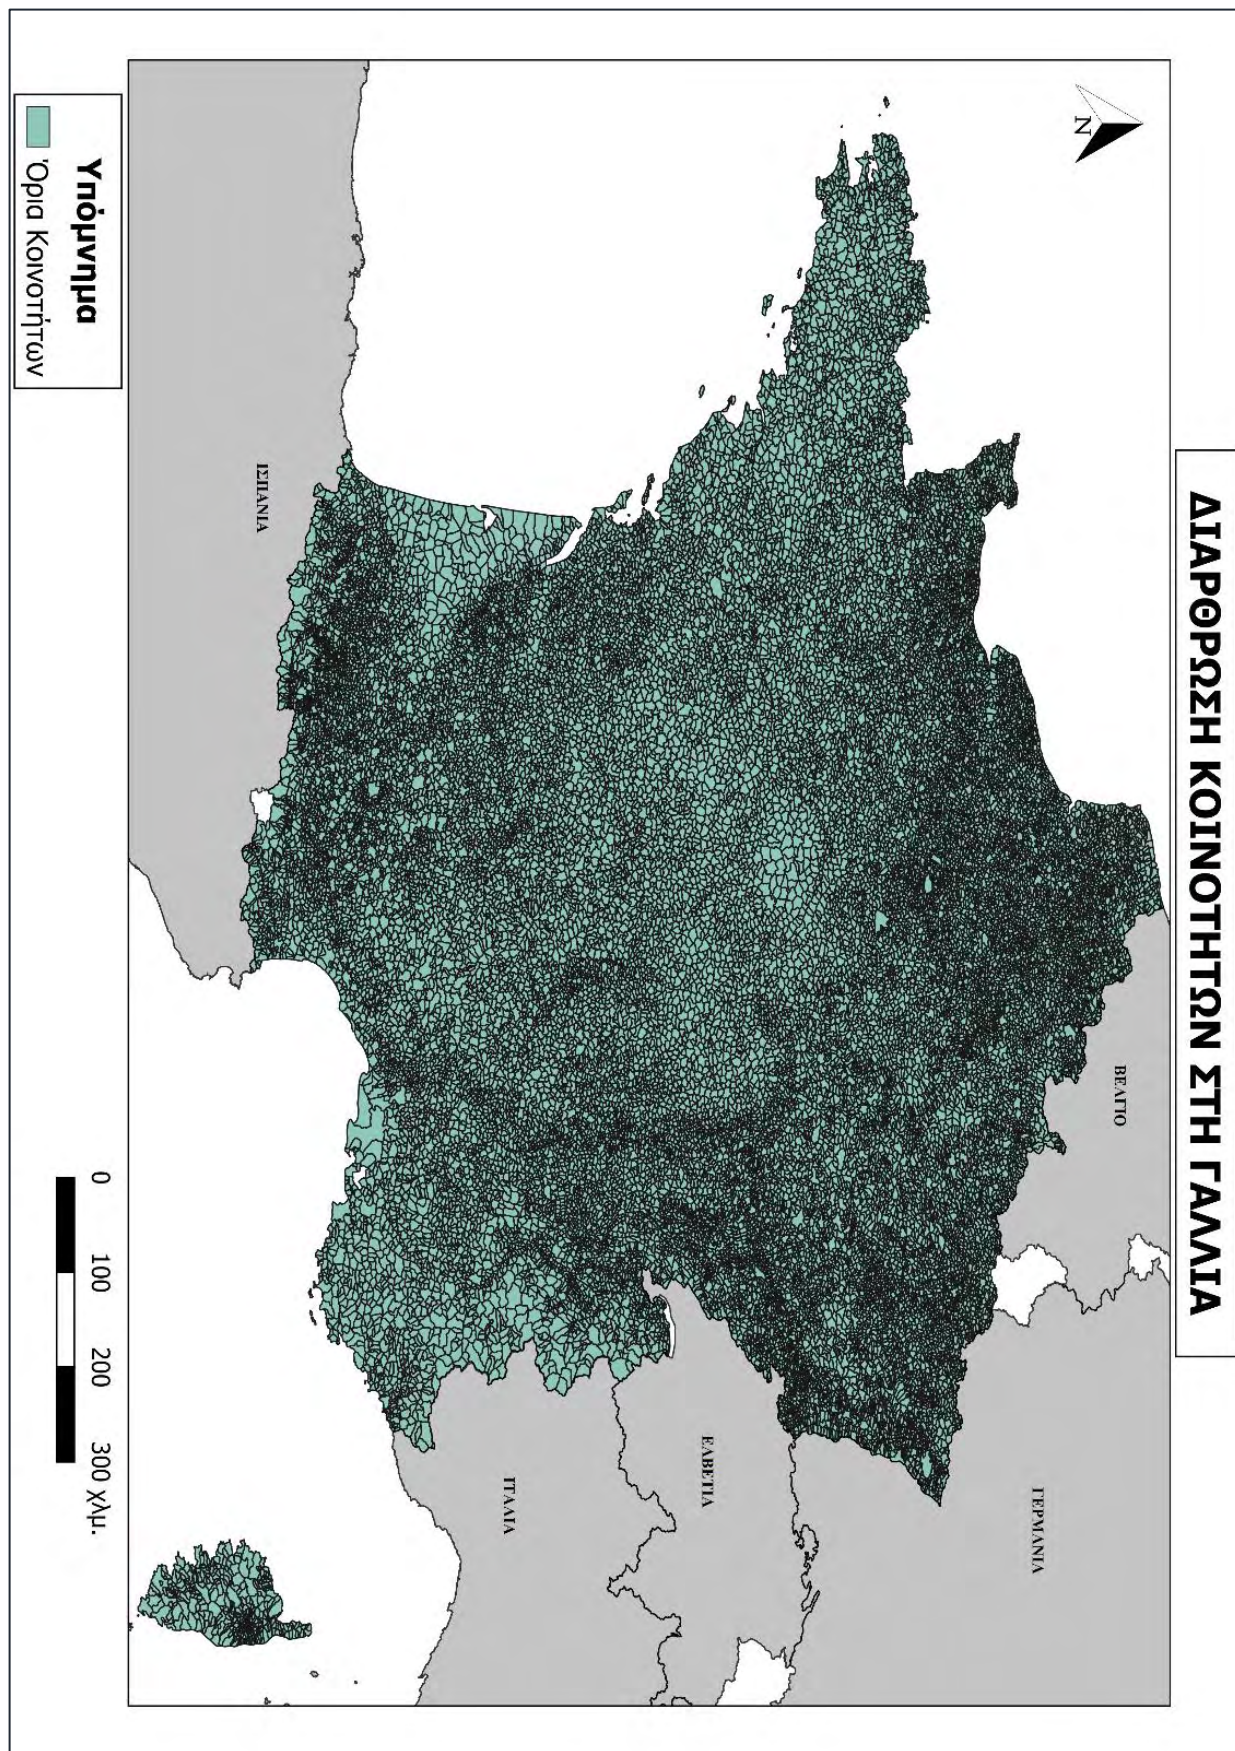 ΔΙΑΡΘΡΩΣΗ ΚΟΙΝΟΤΗΤΩΝ ΣΤΗ ΓΑΛΛΙΑ
N
ΒΕΛΓΙΟ
ΓΕΡΜΑΝΙΑ
ΕΛΒΕΤΙΑ
ΙΤΑΛΙΑ
ΙΣΠΑΝΙΑ
Υπόμνημα
Όρια Κοινοτήτων
0 100 200 300 χλμ.